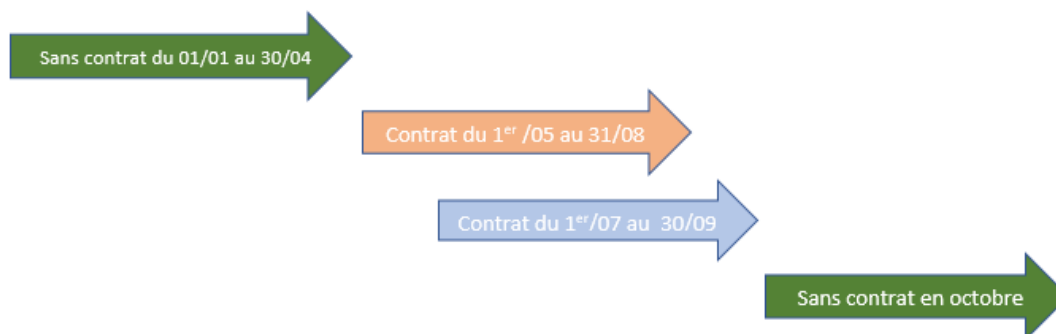 Sans contrat du 01/01 au 30/04
Contrat du 1er /05 au 31/08
Contrat du 1er/07 au 30/09
Sans contrat en octobre